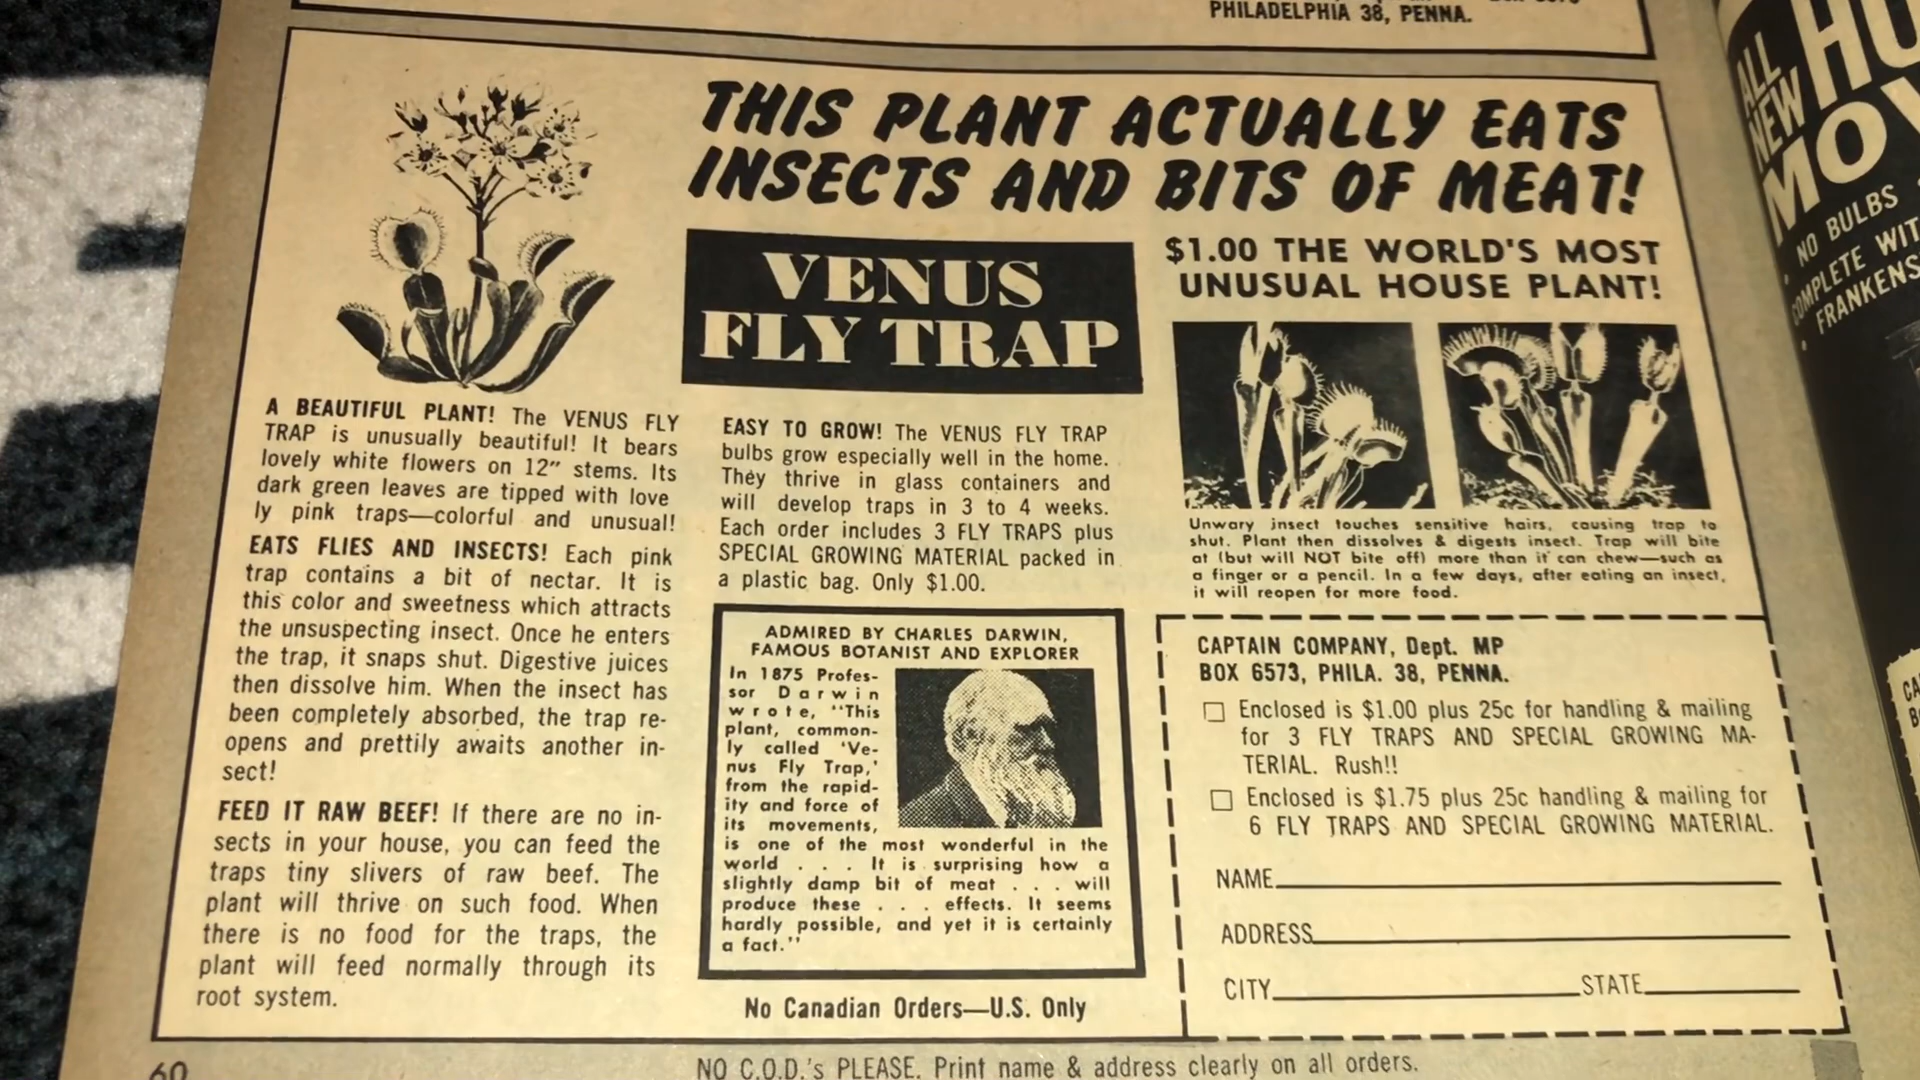 PHILADELPHIA 38, PENNA.
THIS PLANT ACTUALLY EATS
INSECTS AND BITS OF MEAT!
VENUS
FLY TRAP
$1.00 THE WORLD'S MOST
UNUSUAL HOUSE PLANT!
A BEAUTIFUL PLANT! The VENUS FLY
TRAP is unusually beautiful! It bears
lovely white flowers on 12" stems. Its
dark green leaves are tipped with love
ly pink traps—colorful and unusual!
EATS FLIES AND INSECTS! Each pink
trap contains a bit of nectar. It is
this color and sweetness which attracts
the unsuspecting insect. Once he enters
the trap, it snaps shut. Digestive juices
then dissolve him. When the insect has
been completely absorbed, the trap re-
opens and prettily awaits another in-
sect!
FEED IT RAW BEEF! If there are no in-
sects in your house, you can feed the
traps tiny slivers of raw beef. The
plant will thrive on such food. When
there is no food for the traps, the
plant will feed normally through its
root system.
EASY TO GROW! The VENUS FLY TRAP
bulbs grow especially well in the home.
They thrive in glass containers and
will develop traps in 3 to 4 weeks.
Each order includes 3 FLY TRAPS plus
SPECIAL GROWING MATERIAL packed in
a plastic bag. Only $1.00.
ADMIRED BY CHARLES DARWIN,
FAMOUS BOTANIST AND EXPLORER
In 1875 Profes-
sor Darwin
wrote, "This
plant, common-
ly called 'Ve-
nus Fly Trap,'
from the rapid-
ity and force of
its movements,
is one of the most wonderful in the
world . . . It is surprising how a
slightly damp bit of meat . . . will
produce these . . . effects. It seems
hardly possible, and yet it is certainly
a fact."
No Canadian Orders—U.S. Only
Unwary insect touches sensitive hairs, causing trap to
shut. Plant then dissolves & digests insect. Trap will bite
at (but will NOT bite off) more than it can chew—such as
a finger or a pencil. In a few days, after eating an insect,
it will reopen for more food.
CAPTAIN COMPANY, Dept. MP
BOX 6573, PHILA. 38, PENNA.
Enclosed is $1.00 plus 25c for handling & mailing
for 3 FLY TRAPS AND SPECIAL GROWING MA-
TERIAL. Rush!!
Enclosed is $1.75 plus 25c handling & mailing for
6 FLY TRAPS AND SPECIAL GROWING MATERIAL.
NAME
ADDRESS
CITY STATE
60
NO C.O.D.'s PLEASE. Print name & address clearly on all orders.
ALL
NEW
NO BULBS